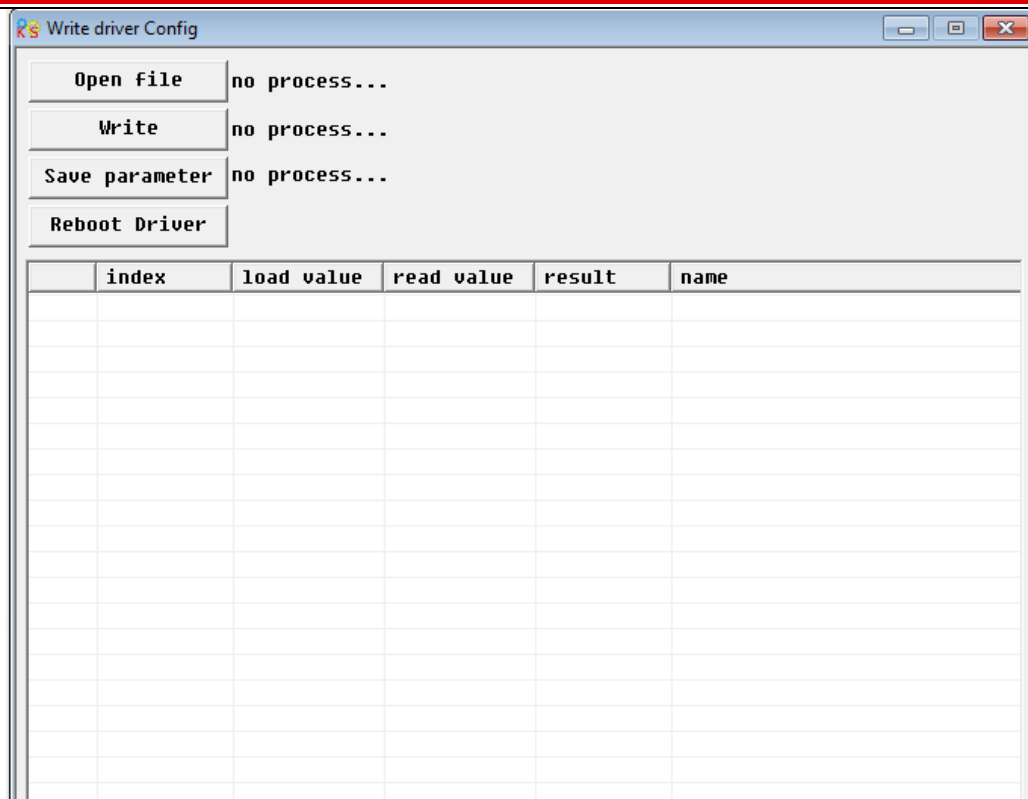 Write driver Config
Open file no process...
Write no process...
Save parameter no process...
Reboot Driver
index load value read value result name